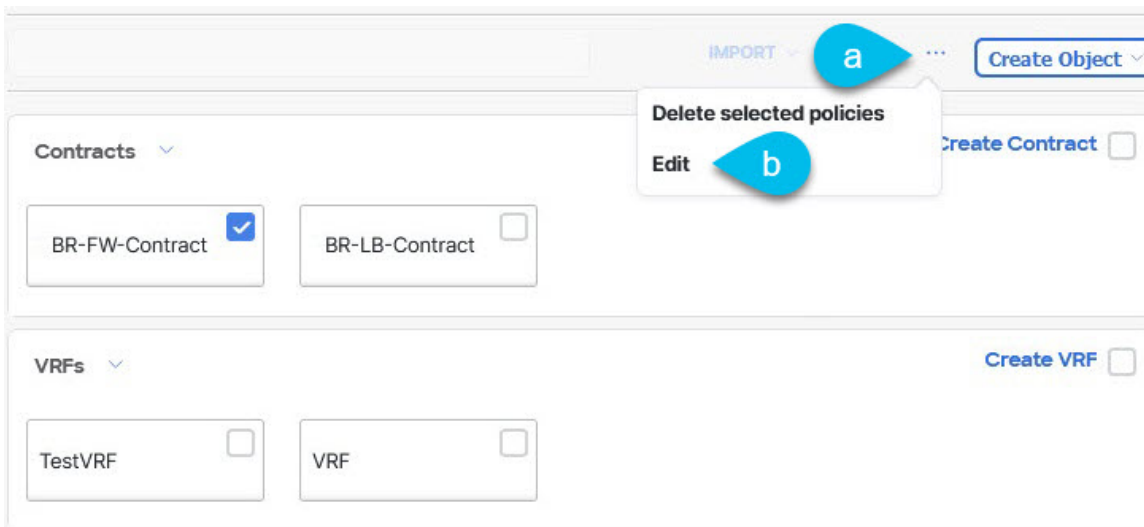 IMPORT
a
...
Create Object
Delete selected policies
Edit
b
Contracts
Create Contract
BR-FW-Contract
BR-LB-Contract
VRFs
Create VRF
TestVRF
VRF